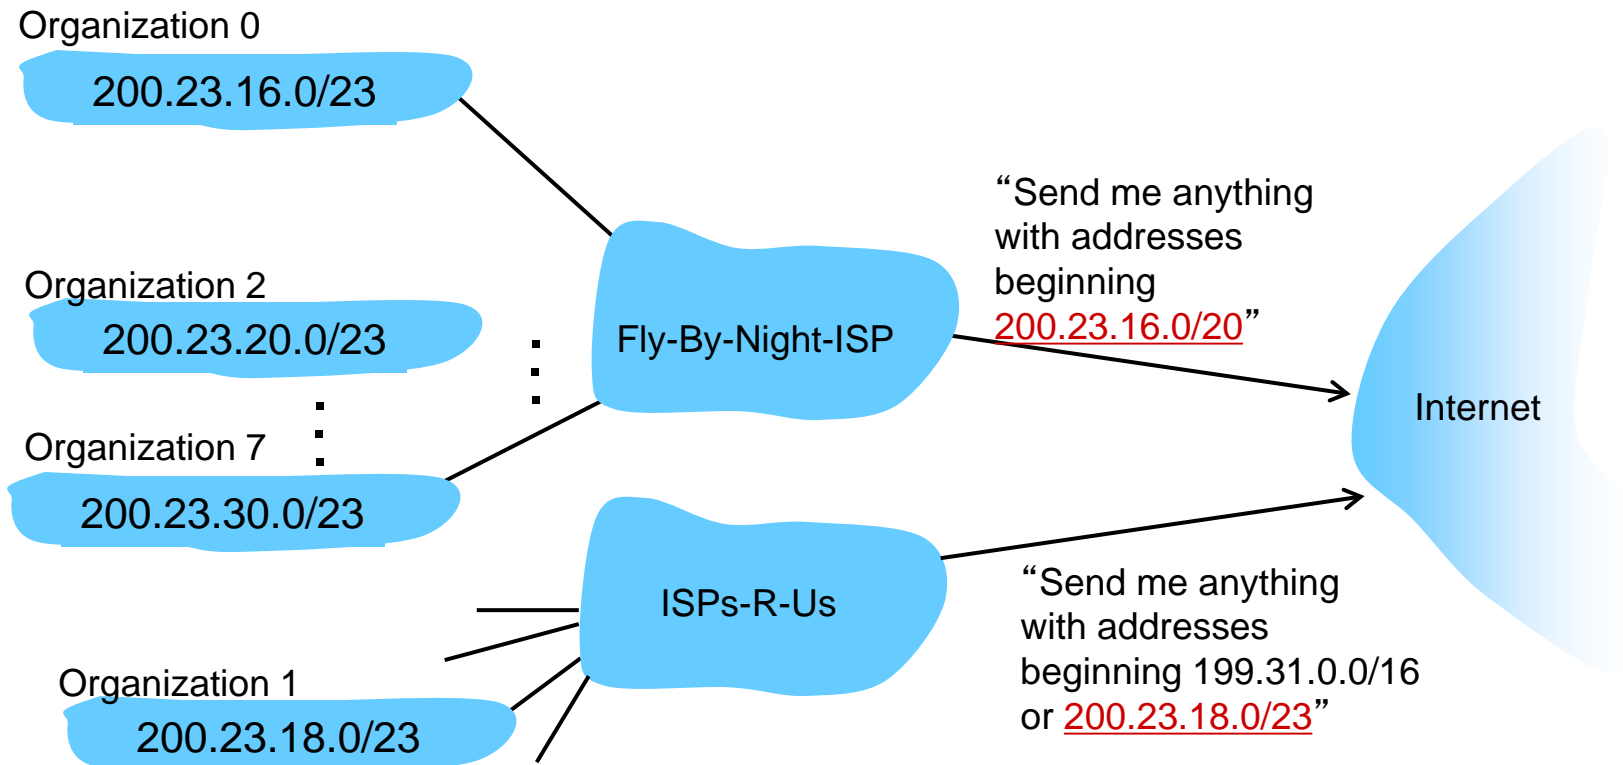 Organization 0
200.23.16.0/23
Organization 2
200.23.20.0/23
Organization 7
200.23.30.0/23
Fly-By-Night-ISP
“Send me anything
with addresses
beginning
200.23.16.0/20”
Internet
ISPs-R-Us
Organization 1
200.23.18.0/23
“Send me anything
with addresses
beginning 199.31.0.0/16
or 200.23.18.0/23”